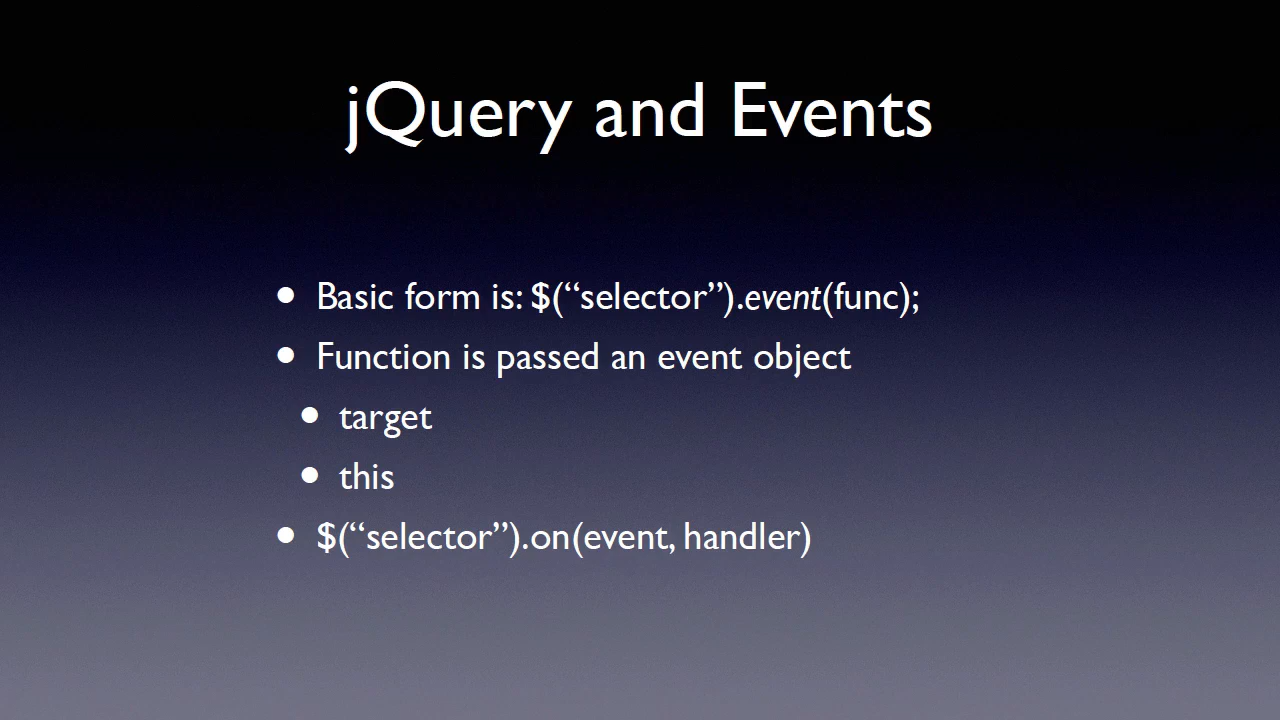 jQuery and Events
• Basic form is: $(“selector”).event(func);
• Function is passed an event object
• target
• this
• $(“selector”).on(event, handler)